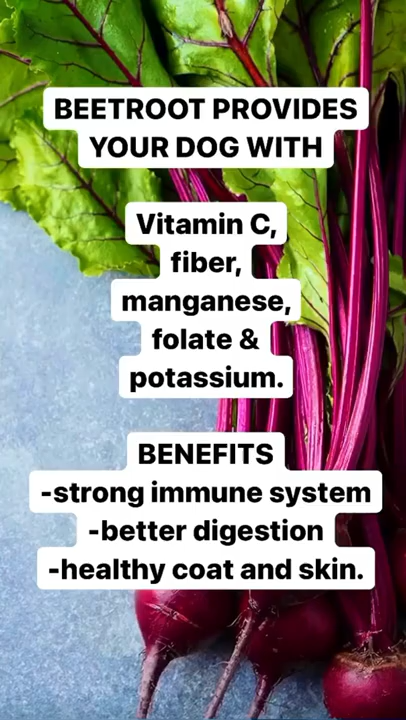 BEETROOT PROVIDES
YOUR DOG WITH
Vitamin C,
fiber,
manganese,
folate &
potassium.
BENEFITS
-strong immune system
-better digestion
-healthy coat and skin.